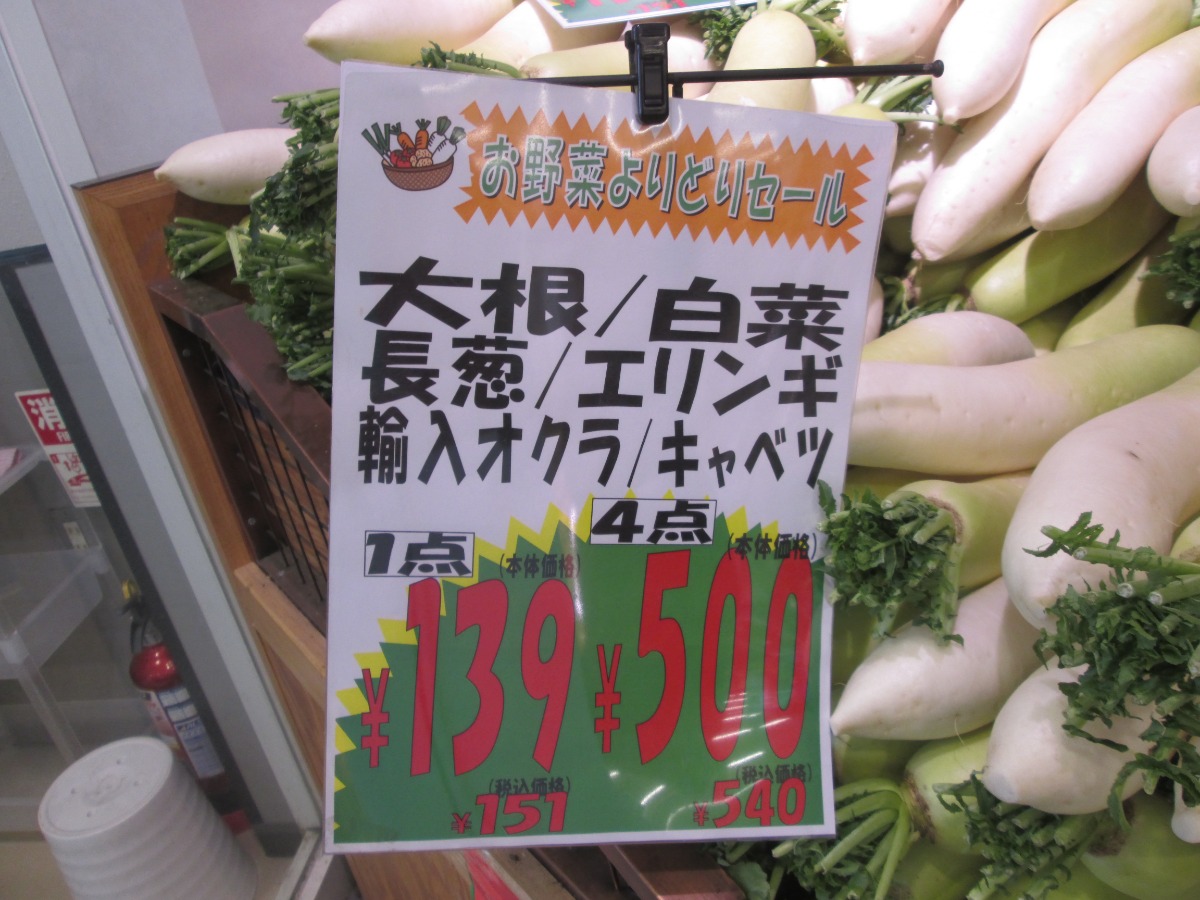 お野菜よりどりセール
大根/白菜
長葱/エリンギ
輸入オクラ/キャベツ
1点
(本体価格)
¥139
(税込価格)
¥151
4点
(本体価格)
¥500
(税込価格)
¥540
消